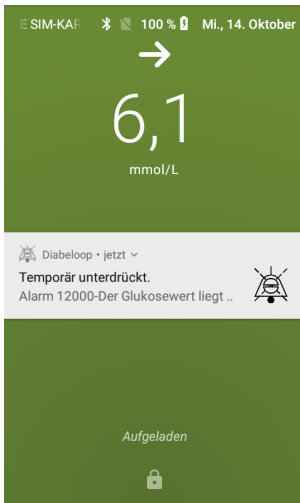 E SIM-KAR 100 % Mi., 14. Oktober
6,1
mmol/L
Diabeloop • jetzt
Temporär unterdrückt.
Alarm 12000-Der Glukosewert liegt ..
Aufgeladen